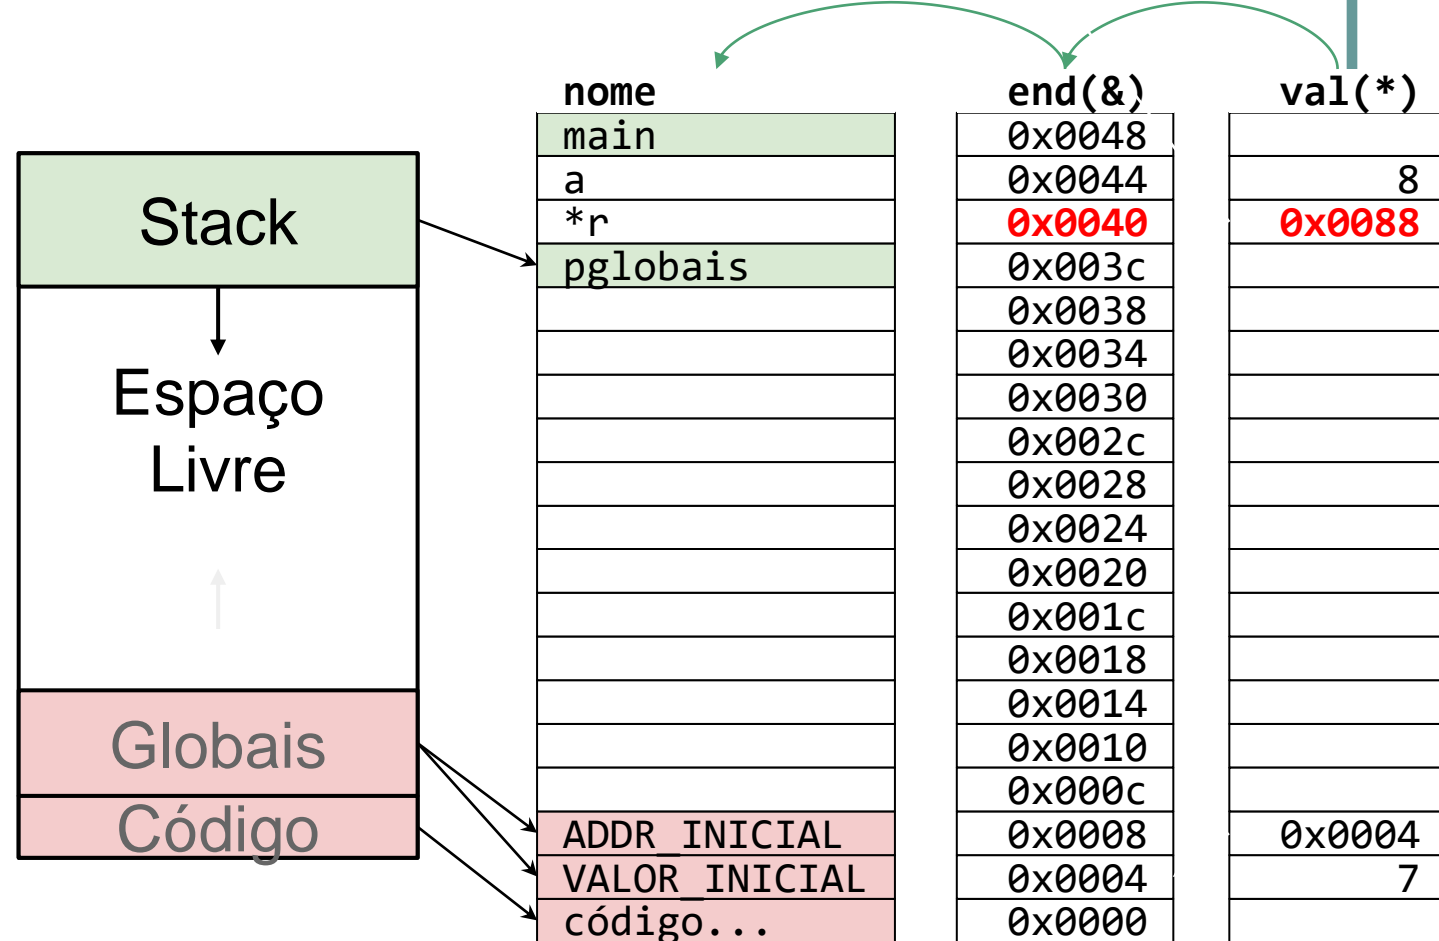 nome end(&) val(*)
main 0x0048
a 0x0044 8
*r 0x0040 0x0088
pglobais 0x003c
0x0038
0x0034
0x0030
0x002c
0x0028
0x0024
0x0020
0x001c
0x0018
0x0014
0x0010
0x000c
ADDR_INICIAL 0x0008 0x0004
VALOR_INICIAL 0x0004 7
código... 0x0000
Stack
Espaço
Livre
Globais
Código